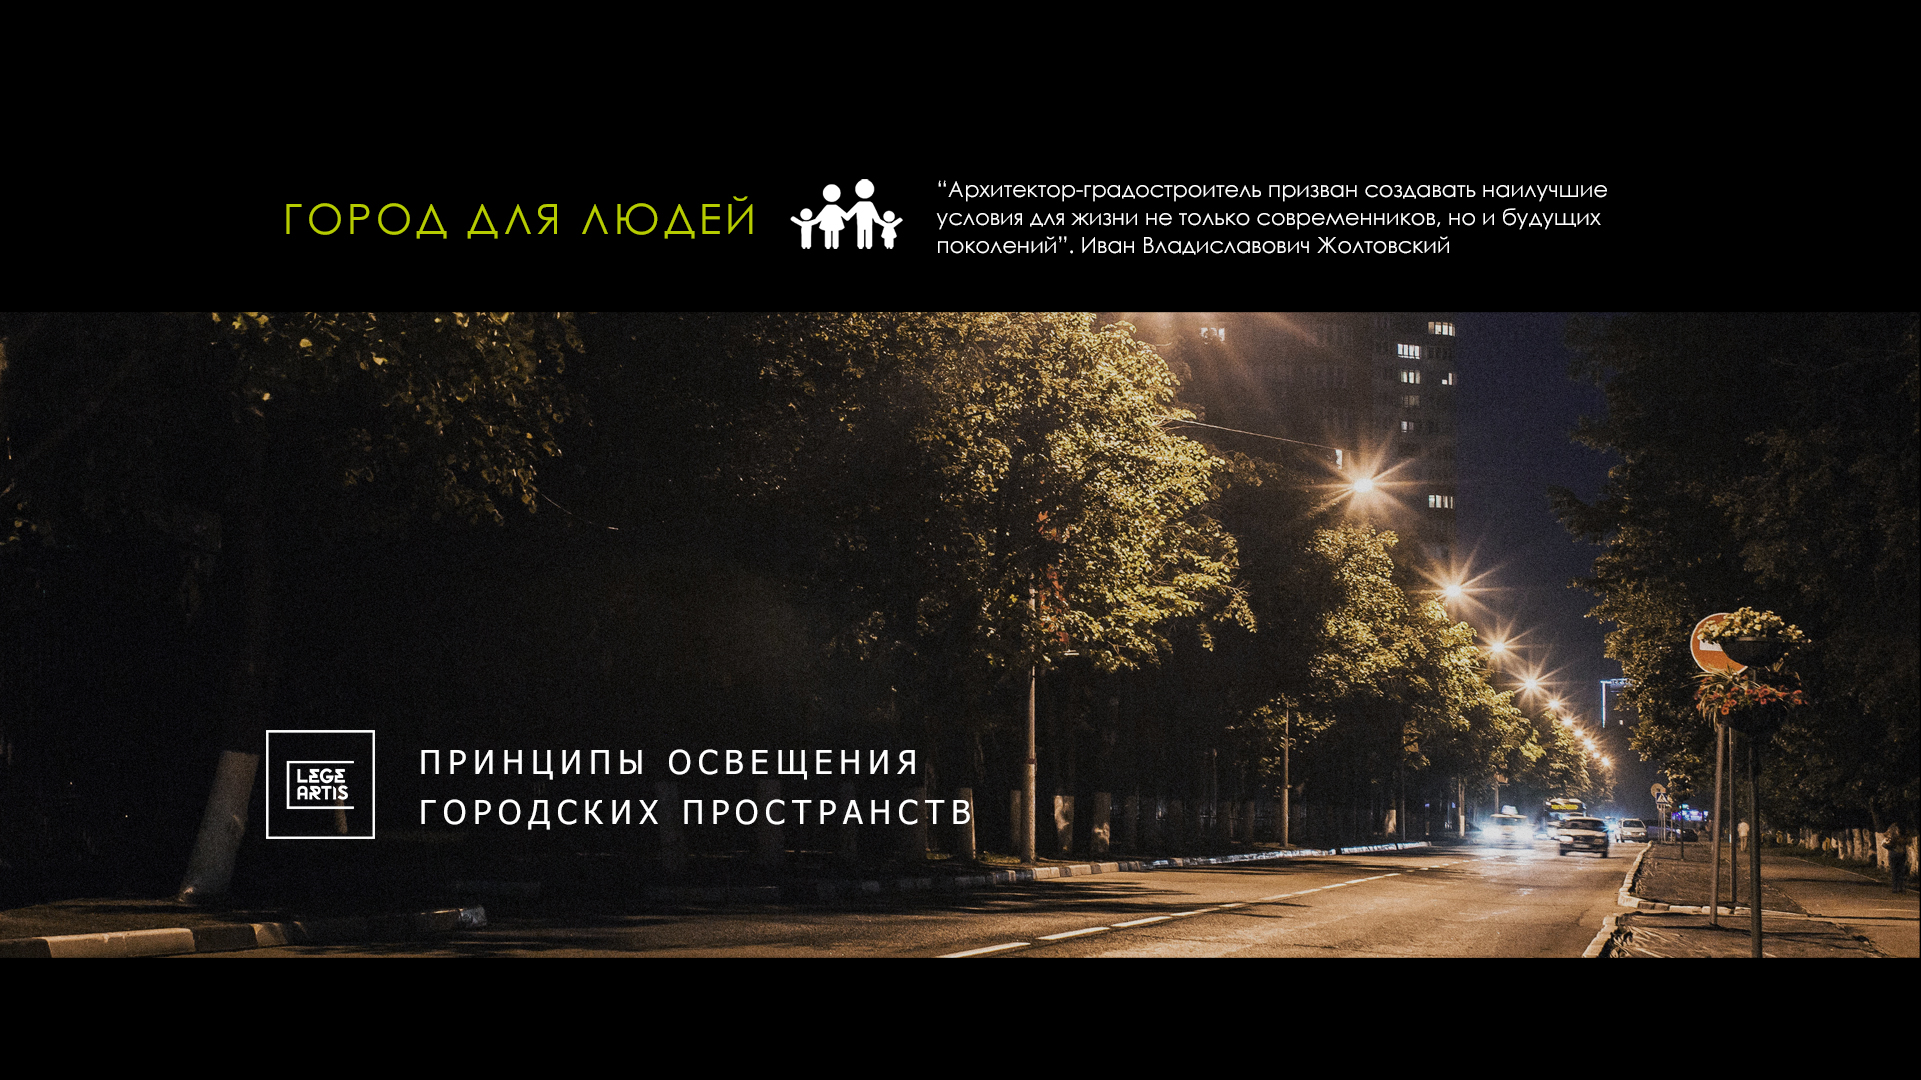 ГОРОД ДЛЯ ЛЮДЕЙ
“Архитектор-градостроитель призван создавать наилучшие
условия для жизни не только современников, но и будущих
поколений”. Иван Владиславович Жолтовский
LEGE
ARTIS
ПРИНЦИПЫ ОСВЕЩЕНИЯ
ГОРОДСКИХ ПРОСТРАНСТВ